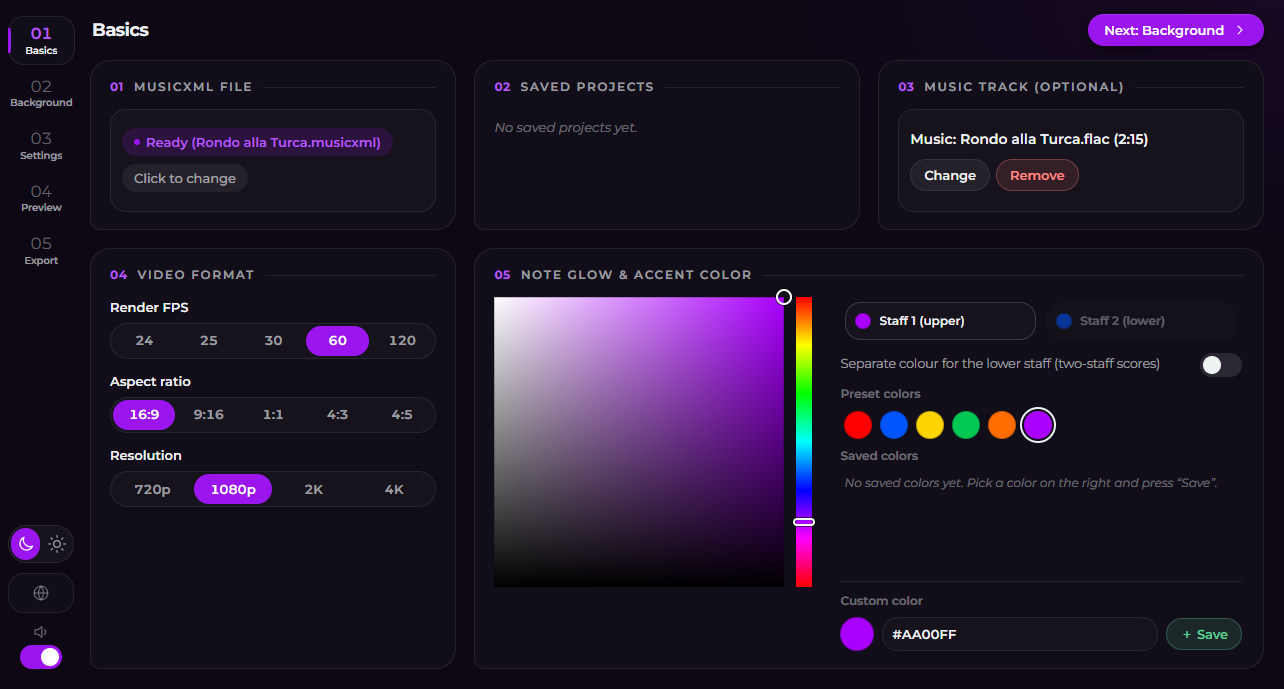 01
Basics
02
Background
03
Settings
04
Preview
05
Export
Basics
Next: Background
01 MUSICXML FILE
Ready (Rondo alla Turca.musicxml)
Click to change
02 SAVED PROJECTS
No saved projects yet.
03 MUSIC TRACK (OPTIONAL)
Music: Rondo alla Turca.flac (2:15)
Change Remove
04 VIDEO FORMAT
Render FPS
24 25 30 60 120
Aspect ratio
16:9 9:16 1:1 4:3 4:5
Resolution
720p 1080p 2K 4K
05 NOTE GLOW & ACCENT COLOR
Staff 1 (upper) Staff 2 (lower)
Separate colour for the lower staff (two-staff scores)
Preset colors
Saved colors
No saved colors yet. Pick a color on the right and press “Save”.
Custom color
#AA00FF
+ Save